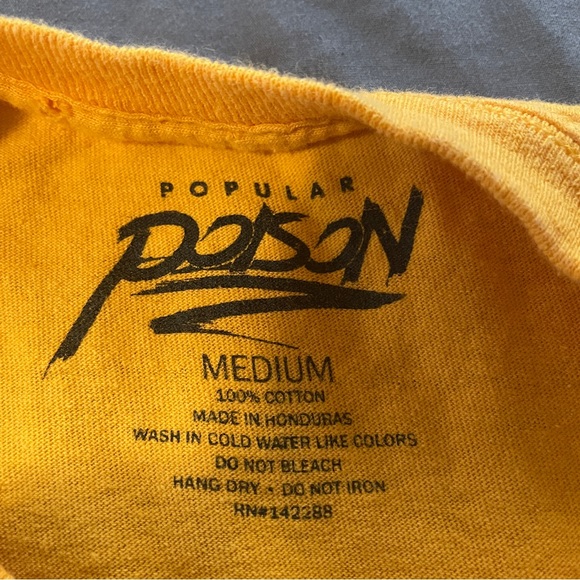 POPULAR
POISON
MEDIUM
100% COTTON
MADE IN HONDURAS
WASH IN COLD WATER LIKE COLORS
DO NOT BLEACH
HANG DRY • DO NOT IRON
RN#142288